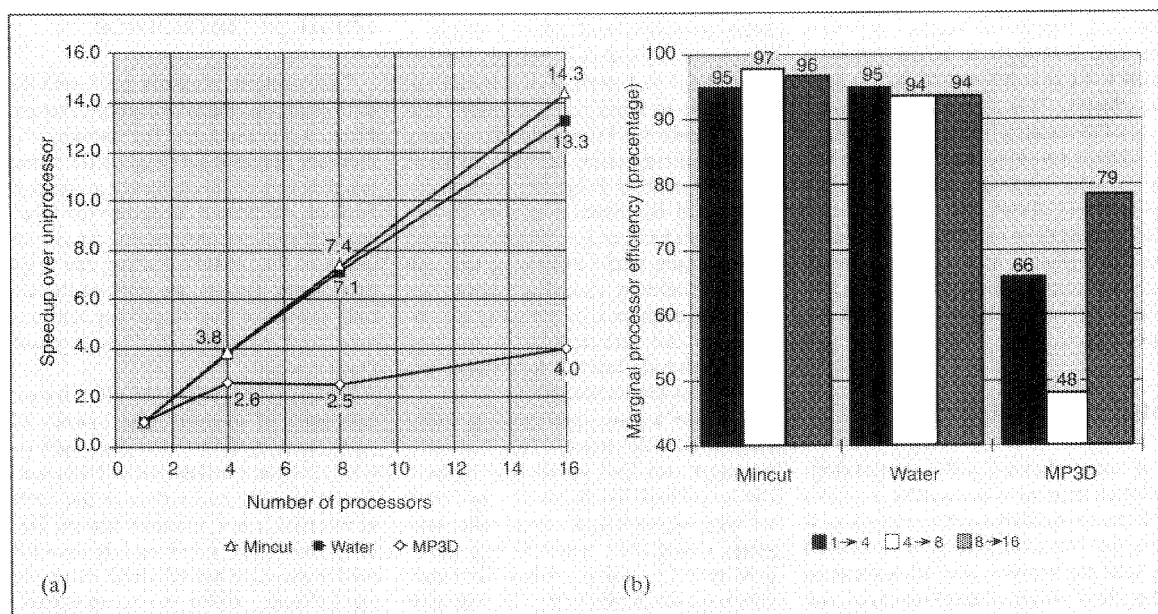 16.0
14.0
12.0
10.0
8.0
6.0
4.0
2.0
0.0
Speedup over uniprocessor
14.3
13.3
7.4
7.1
3.8
2.6
2.5
4.0
0 2 4 6 8 10 12 14 16
Number of processors
Mincut Water MP3D
(a)
100
90
80
70
60
50
40
Marginal processor efficiency (precentage)
95 97 96
95 94 94
66 48 79
Mincut Water MP3D
1→4 4→8 8→16
(b)